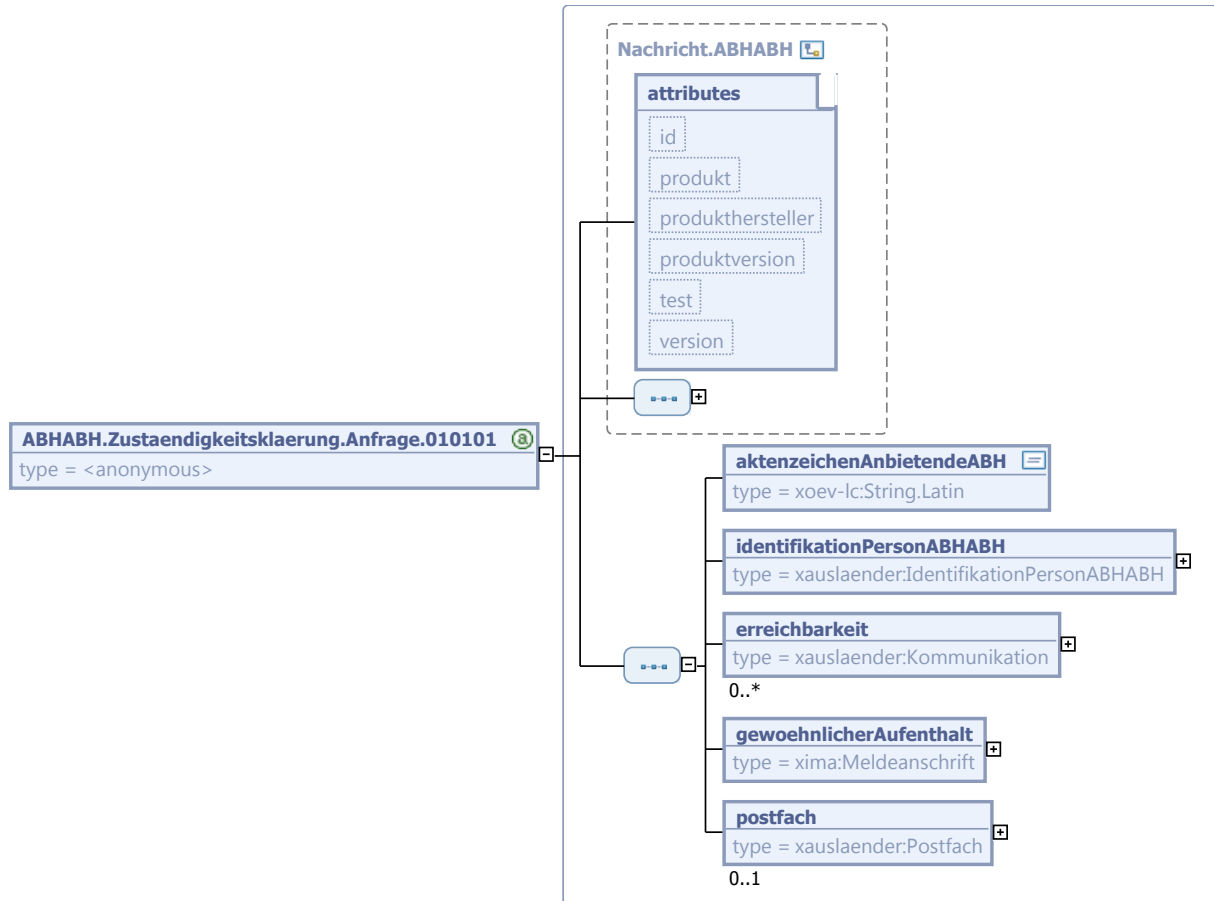 Nachricht.ABHABH
attributes
id
produkt
produkthersteller
produktversion
test
version
ABHABH.Zustaendigkeitsklaerung.Anfrage.010101
type = <anonymous>
aktenzeichenAnbietendeABH
type = xoev-lc:String.Latin
identifikationPersonABHABH
type = xauslaender:IdentifikationPersonABHABH
erreichbarkeit
type = xauslaender:Kommunikation
0..*
gewoehnlicherAufenthalt
type = xima:Meldeanschrift
postfach
type = xauslaender:Postfach
0..1